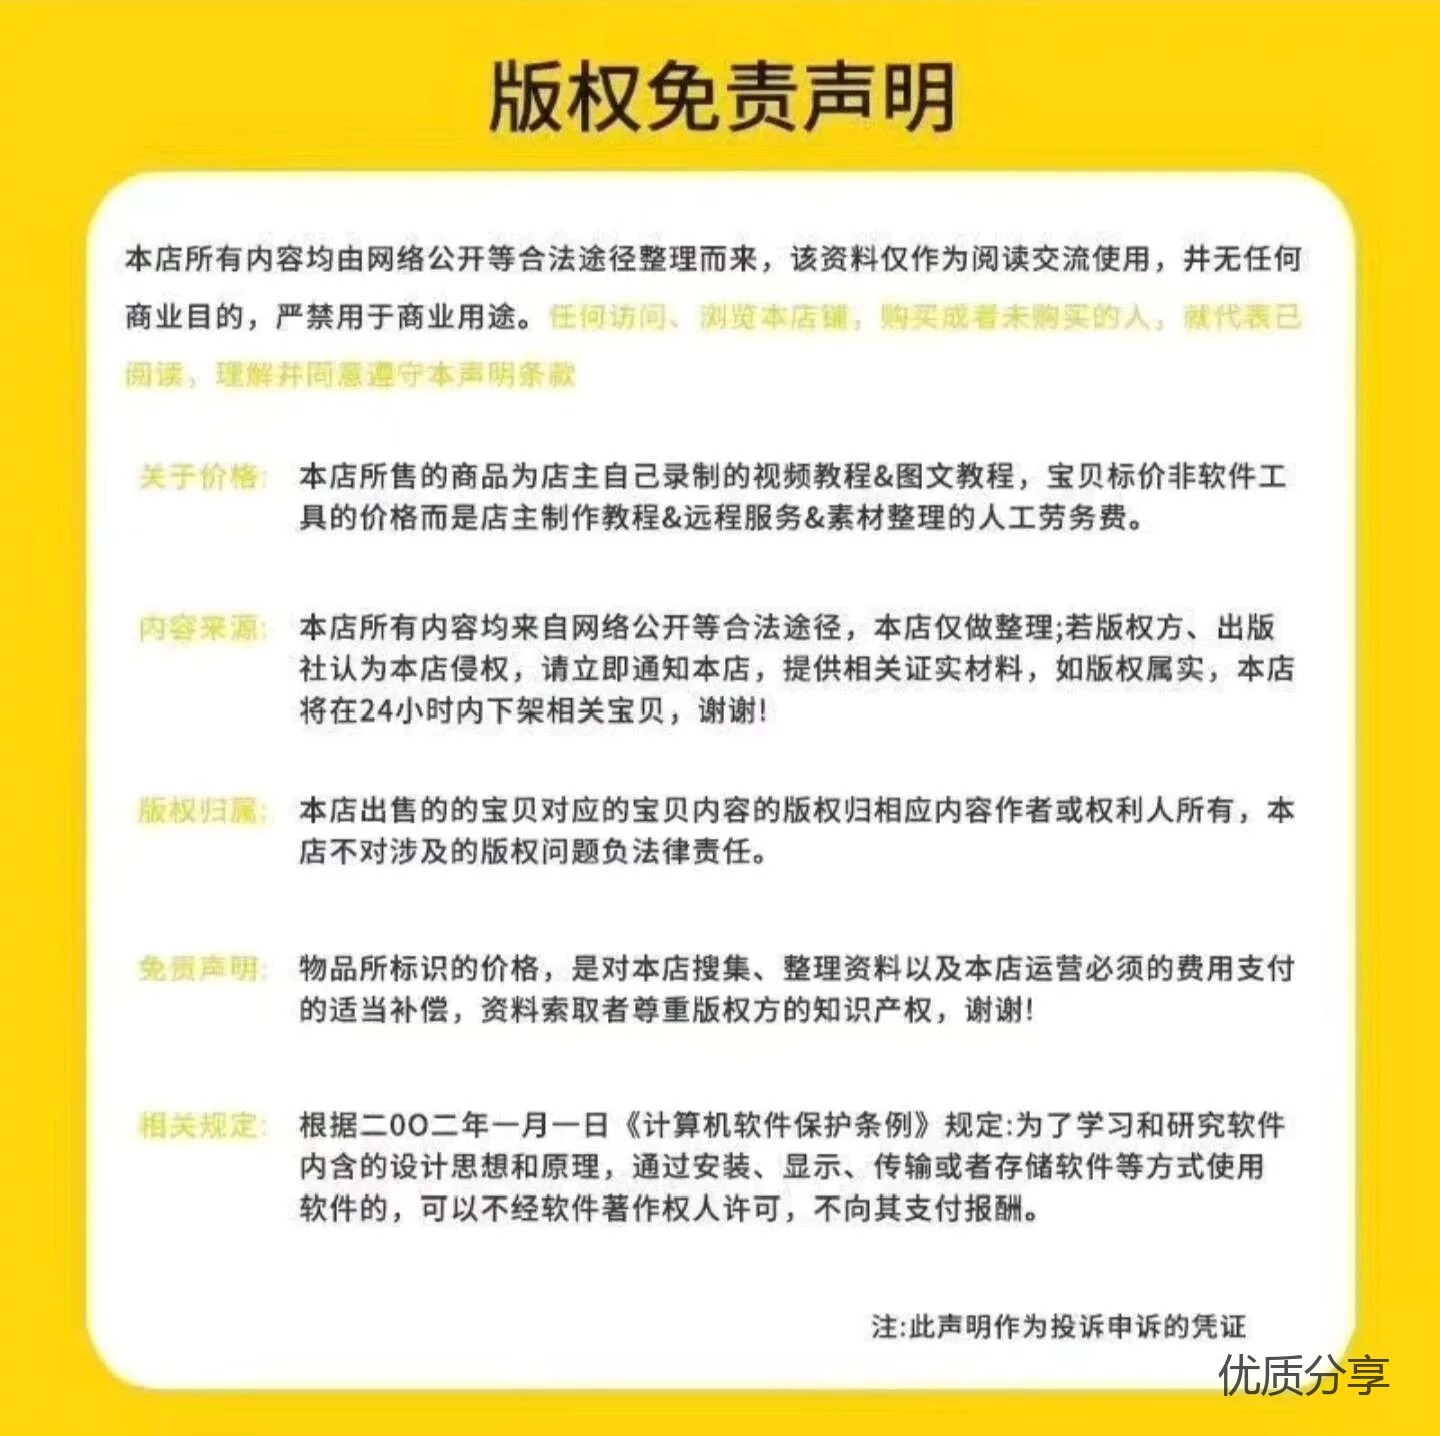 版权免责声明
本店所有内容均由网络公开等合法途径整理而来，该资料仅作为阅读交流使用，并无任何
商业目的，严禁用于商业用途。任何访问、浏览本店铺，购买或者未购买的人，就代表已
阅读，理解并同意遵守本声明条款
关于价格: 本店所售的商品为店主自己录制的视频教程&图文教程，宝贝标价非软件工
具的价格而是店主制作教程&远程服务&素材整理的人工劳务费。
内容来源: 本店所有内容均来自网络公开等合法途径，本店仅做整理;若版权方、出版
社认为本店侵权，请立即通知本店，提供相关证实材料，如版权属实，本店
将在24小时内下架相关宝贝，谢谢!
版权归属: 本店出售的的宝贝对应的宝贝内容的版权归相应内容作者或权利人所有，本
店不对涉及的版权问题负法律责任。
免责声明: 物品所标识的价格，是对本店搜集、整理资料以及本店运营必须的费用支付
的适当补偿，资料索取者尊重版权方的知识产权，谢谢!
相关规定: 根据二0O二年一月一日《计算机软件保护条例》规定:为了学习和研究软件
内含的设计思想和原理，通过安装、显示、传输或者存储软件等方式使用
软件的，可以不经软件著作权人许可，不向其支付报酬。
注:此声明作为投诉申诉的凭证
优质分享